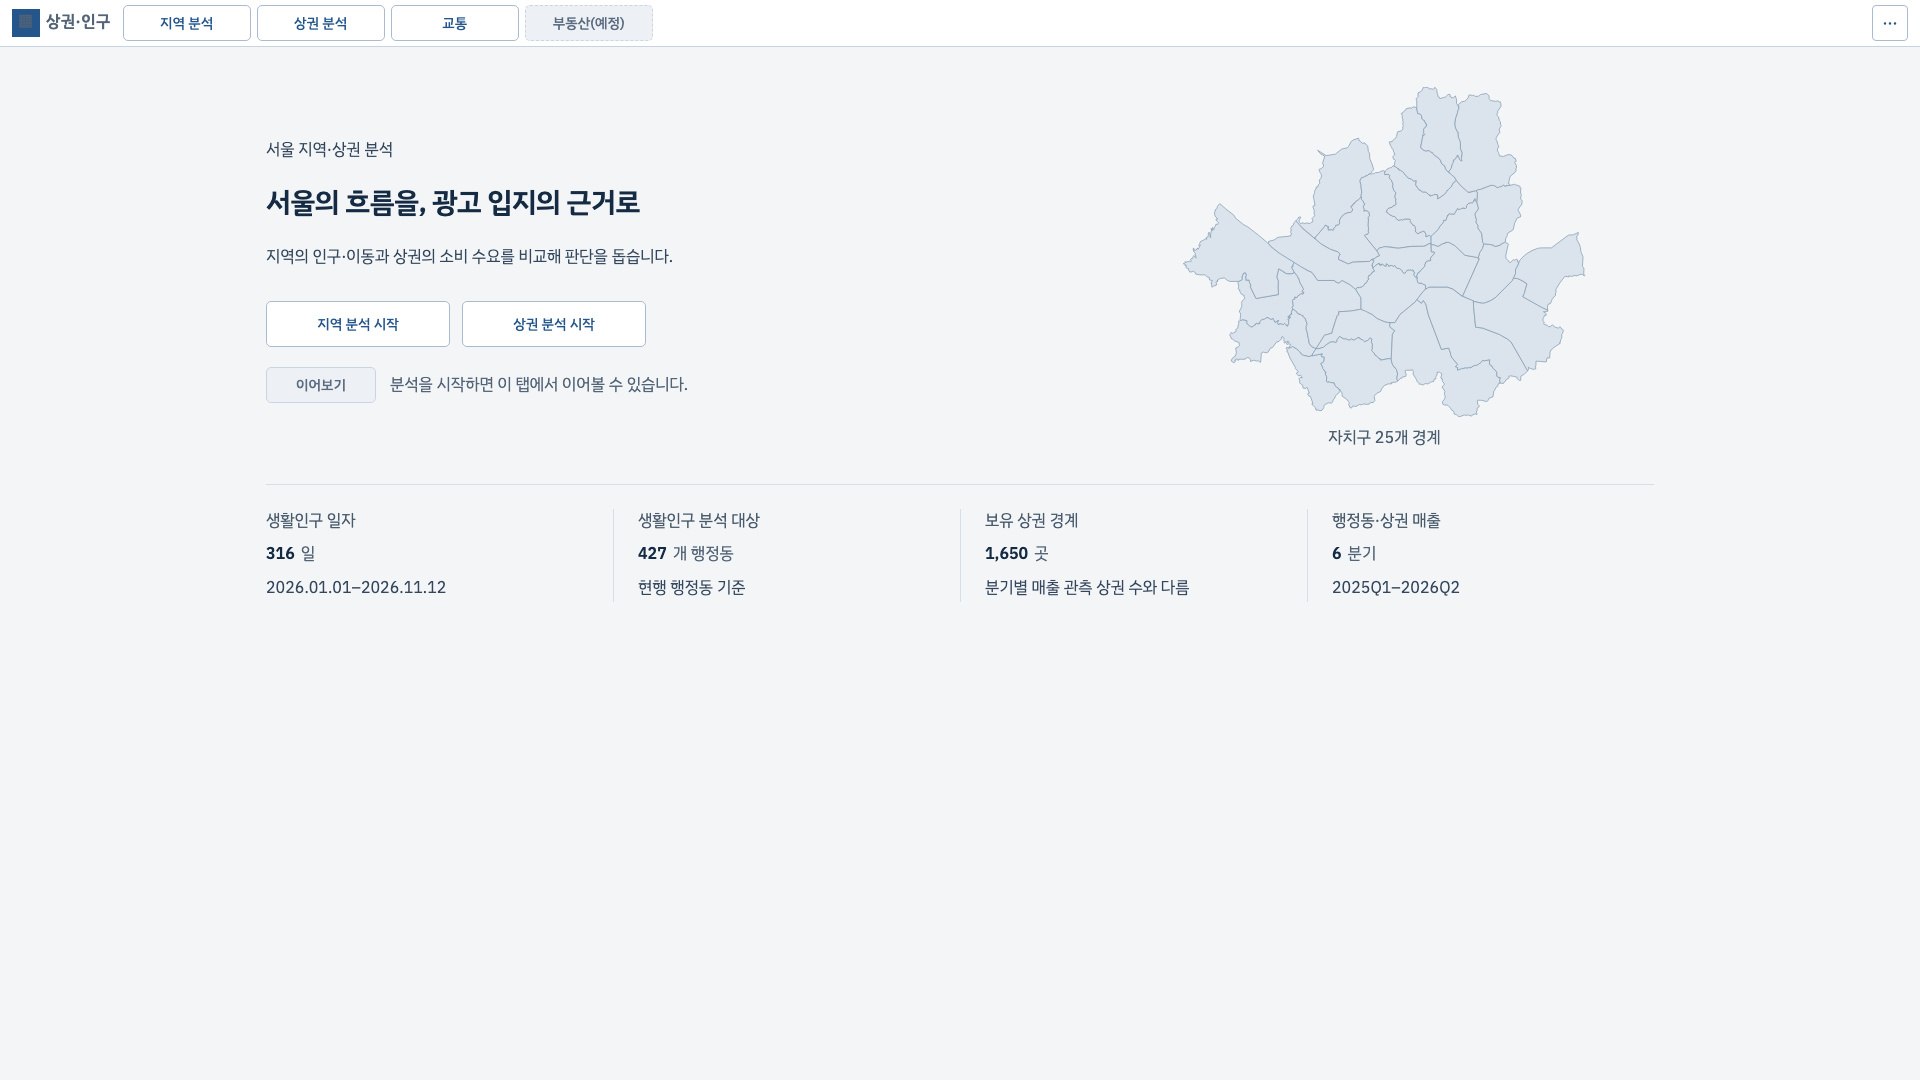 상권·인구
지역 분석
상권 분석
교통
부동산(예정)
···
서울 지역·상권 분석
서울의 흐름을, 광고 입지의 근거로
지역의 인구·이동과 상권의 소비 수요를 비교해 판단을 돕습니다.
지역 분석 시작
상권 분석 시작
이어보기
분석을 시작하면 이 탭에서 이어볼 수 있습니다.
자치구 25개 경계
생활인구 일자
316 일
2026.01.01–2026.11.12
생활인구 분석 대상
427 개 행정동
현행 행정동 기준
보유 상권 경계
1,650 곳
분기별 매출 관측 상권 수와 다름
행정동·상권 매출
6 분기
2025Q1–2026Q2